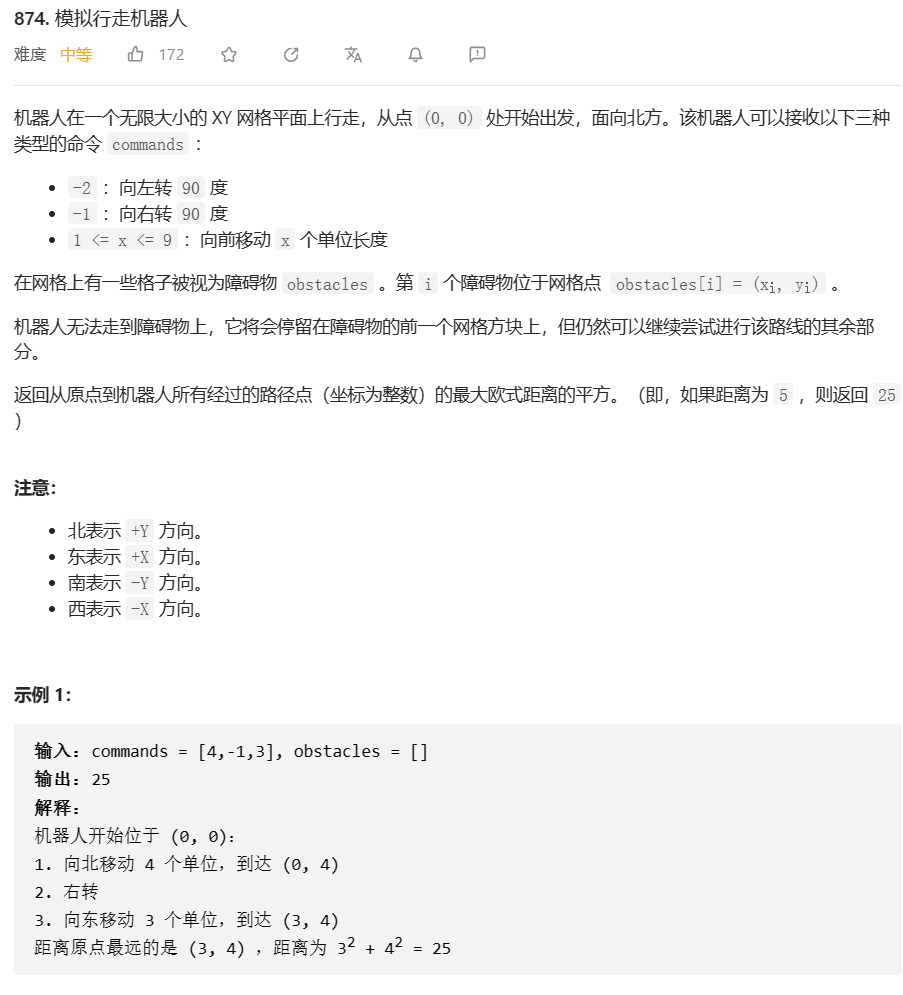 874. 模拟行走机器人
难度 中等 172
机器人在一个无限大小的 XY 网格平面上行走，从点 (0, 0) 处开始出发，面向北方。该机器人可以接收以下三种
类型的命令 commands ：
-2 ：向左转 90 度
-1 ：向右转 90 度
1 <= x <= 9 ：向前移动 x 个单位长度
在网格上有一些格子被视为障碍物 obstacles 。第 i 个障碍物位于网格点 obstacles[i] = (xi, yi) 。
机器人无法走到障碍物上，它将会停留在障碍物的前一个网格方块上，但仍然可以继续尝试进行该路线的其余部
分。
返回从原点到机器人所有经过的路径点（坐标为整数）的最大欧式距离的平方。（即，如果距离为 5 ，则返回 25
）
注意：
北表示 +Y 方向。
东表示 +X 方向。
南表示 -Y 方向。
西表示 -X 方向。
示例 1：
输入：commands = [4,-1,3], obstacles = []
输出：25
解释：
机器人开始位于 (0, 0)：
1. 向北移动 4 个单位，到达 (0, 4)
2. 右转
3. 向东移动 3 个单位，到达 (3, 4)
距离原点最远的是 (3, 4) ，距离为 3² + 4² = 25